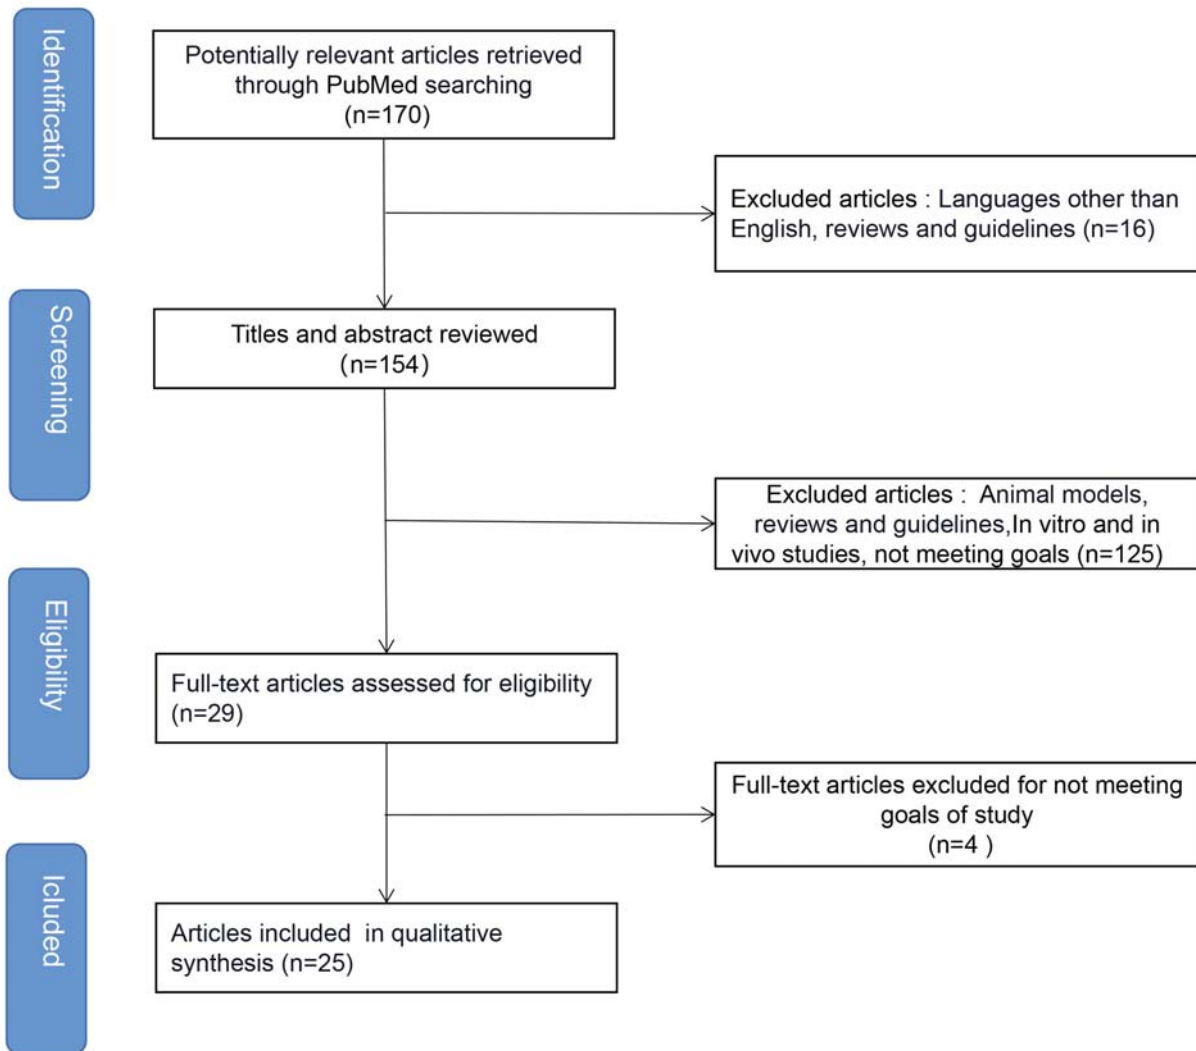 Identification
Potentially relevant articles retrieved
through PubMed searching
(n=170)
Excluded articles : Languages other than
English, reviews and guidelines (n=16)
Screening
Titles and abstract reviewed
(n=154)
Excluded articles : Animal models,
reviews and guidelines,In vitro and in
vivo studies, not meeting goals (n=125)
Eligibility
Full-text articles assessed for eligibility
(n=29)
Full-text articles excluded for not meeting
goals of study
(n=4 )
Icluded
Articles included in qualitative
synthesis (n=25)